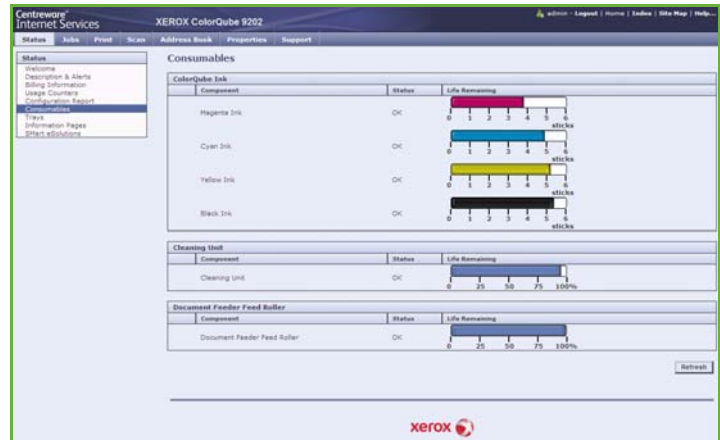 Centreware®
Internet Services
XEROX ColorQube 9202
admin - Logout | Home | Index | Site Map | Help...
Status Jobs Print Scan Address Book Properties Support
Status
Welcome
Description & Alerts
Billing Information
Usage Counters
Configuration Report
Consumables
Trays
Information Pages
SMart eSolutions
Consumables
ColorQube Ink
Component Status Life Remaining
Magenta Ink OK
0 1 2 3 4 5 6
sticks
Cyan Ink OK
0 1 2 3 4 5 6
sticks
Yellow Ink OK
0 1 2 3 4 5 6
sticks
Black Ink OK
0 1 2 3 4 5 6
sticks
Cleaning Unit
Component Status Life Remaining
Cleaning Unit OK
0 25 50 75 100%
Document Feeder Feed Roller
Component Status Life Remaining
Document Feeder Feed Roller OK
0 25 50 75 100%
Refresh
xerox